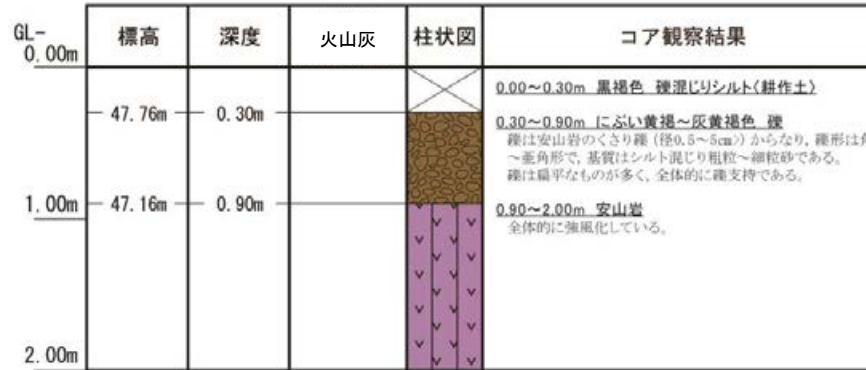 GL-
0.00m
標高 深度 火山灰 柱状図 コア観察結果
0.00～0.30m 黒褐色 礫混じりシルト(耕作土)
47.76m 0.30m
0.30～0.90m にぶい黄褐～灰黄褐色 礫
礫は安山岩のくさり礫（径0.5～5cm>）からなり，礫形は角
～亜角形で，基質はシルト混じり粗粒～細粒砂である。
礫は扁平なものが多く，全体的に礫支持である。
1.00m 47.16m 0.90m
0.90～2.00m 安山岩
全体的に強風化している。
2.00m